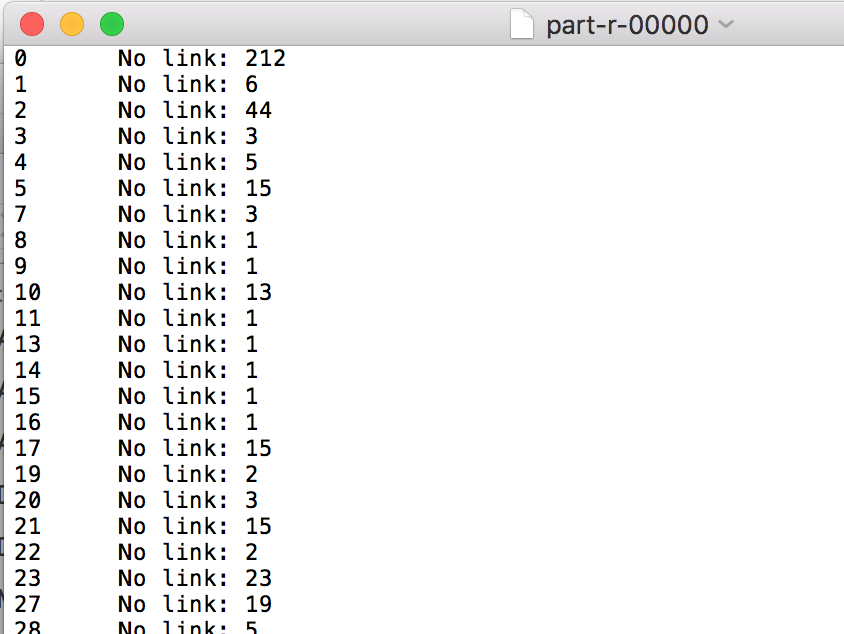 part-r-00000
0 No link: 212
1 No link: 6
2 No link: 44
3 No link: 3
4 No link: 5
5 No link: 15
7 No link: 3
8 No link: 1
9 No link: 1
10 No link: 13
11 No link: 1
13 No link: 1
14 No link: 1
15 No link: 1
16 No link: 1
17 No link: 15
19 No link: 2
20 No link: 3
21 No link: 15
22 No link: 2
23 No link: 23
27 No link: 19
28 No link: 5